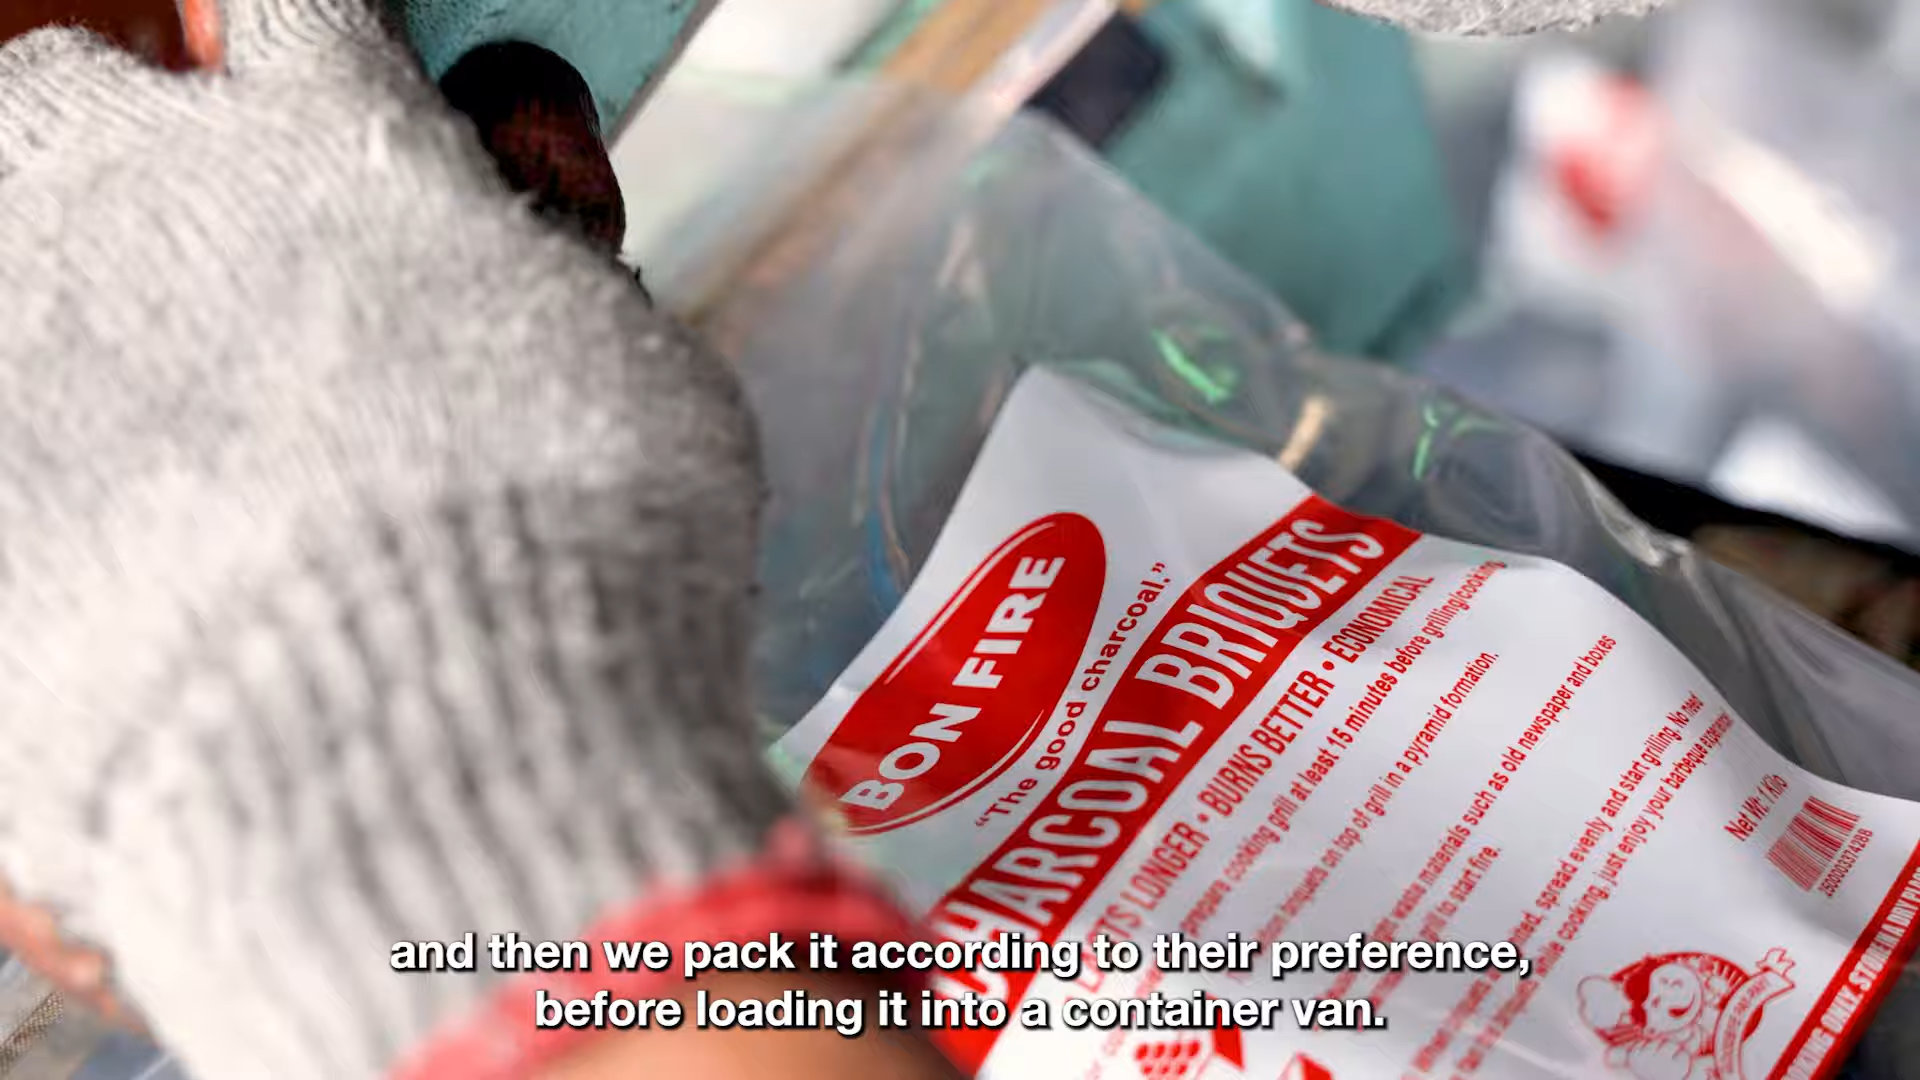 BON FIRE
“The good charcoal.”
CHARCOAL BRIQUETS
LONGER • BURNS BETTER • ECONOMICAL
prepare cooking grill at least 15 minutes before grilling/cooking
briquets on top of grill in a pyramid formation.
waste materials such as old newspaper and boxes
to start fire.
spread evenly and start grilling. No need
while cooking, just enjoy your barbeque
Net Wt: 1 Kilo
and then we pack it according to their preference,
before loading it into a container van.